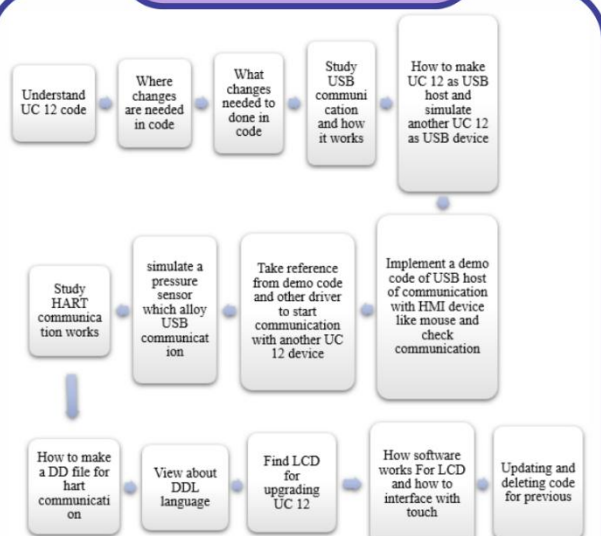 Understand
UC 12 code
Where
changes
are needed
in code
What
changes
needed to
done in
code
Study
USB
communi
cation
and how
it works
How to make
UC 12 as USB
host and
simulate
another UC 12
as USB device
Implement a demo
code of USB host
of communication
with HMI device
like mouse and
check
communication
Take reference
from demo code
and other driver
to start
communication
with another UC
12 device
simulate a
pressure
sensor
which alloy
USB
communicat
ion
Study
HART
communica
tion works
How to make
a DD file for
hart
communicati
on
View about
DDL
language
Find LCD
for
upgrading
UC 12
How software
works For LCD
and how to
interface with
touch
Updating and
deleting code
for previous